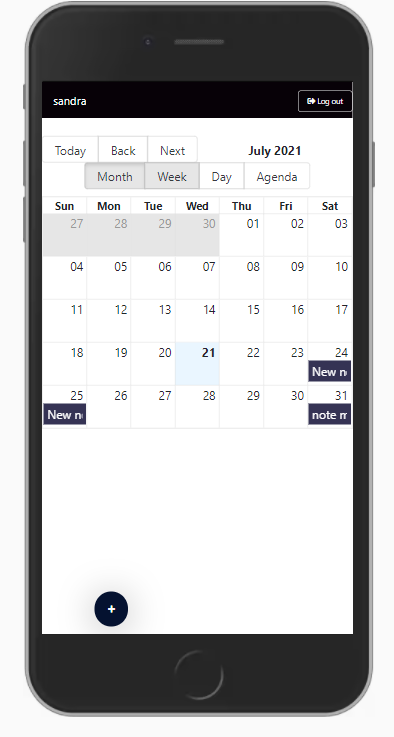 sandra Log out
Today Back Next July 2021
Month Week Day Agenda
Sun Mon Tue Wed Thu Fri Sat
27 28 29 30 01 02 03
04 05 06 07 08 09 10
11 12 13 14 15 16 17
18 19 20 21 22 23 24
New n
25 26 27 28 29 30 31
New n note m
+